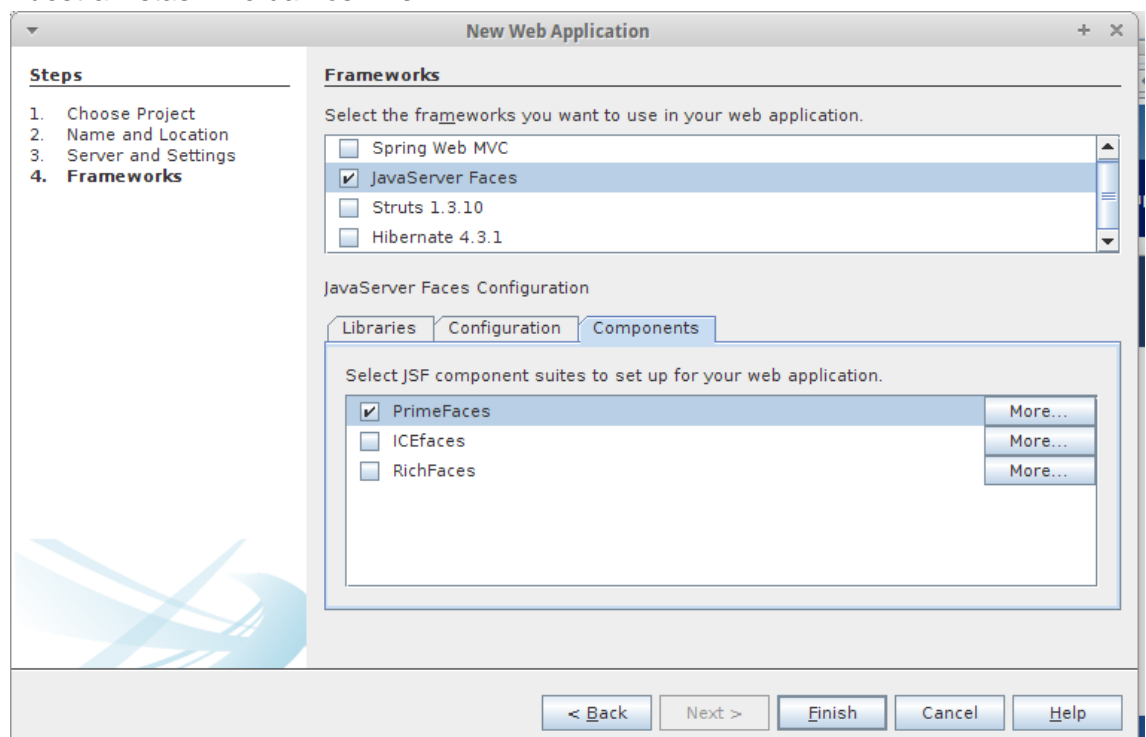 New Web Application
Steps
1. Choose Project
2. Name and Location
3. Server and Settings
4. Frameworks
Frameworks
Select the frameworks you want to use in your web application.
Spring Web MVC
JavaServer Faces
Struts 1.3.10
Hibernate 4.3.1
JavaServer Faces Configuration
Libraries Configuration Components
Select JSF component suites to set up for your web application.
PrimeFaces More...
ICEfaces More...
RichFaces More...
< Back Next > Finish Cancel Help